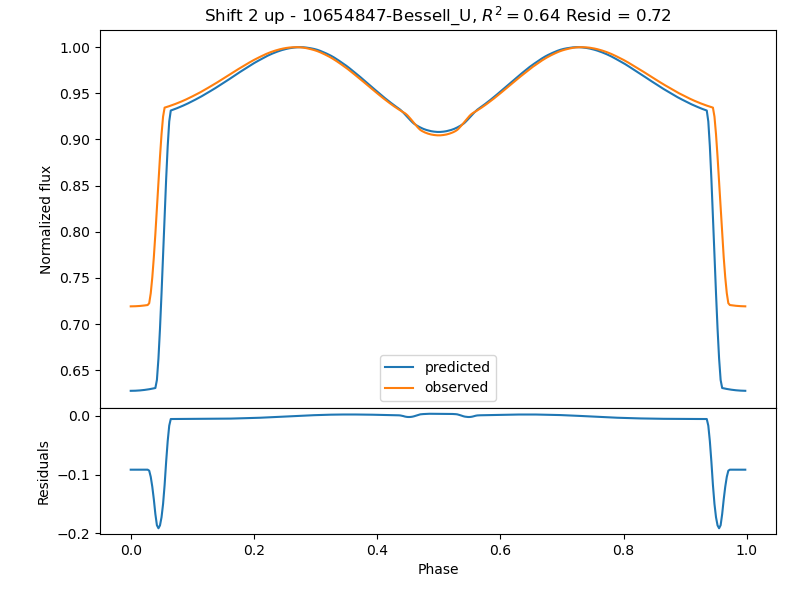 Shift 2 up - 10654847-Bessell_U, R² = 0.64 Resid = 0.72
1.00
0.95
0.90
0.85
0.80
0.75
0.70
0.65
Normalized flux
predicted
observed
0.0
−0.1
−0.2
Residuals
0.0 0.2 0.4 0.6 0.8 1.0
Phase